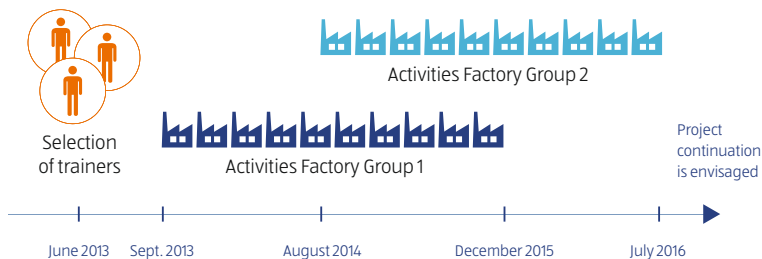 Activities Factory Group 2
Selection
of trainers
Activities Factory Group 1
Project
continuation
is envisaged
June 2013
Sept. 2013
August 2014
December 2015
July 2016